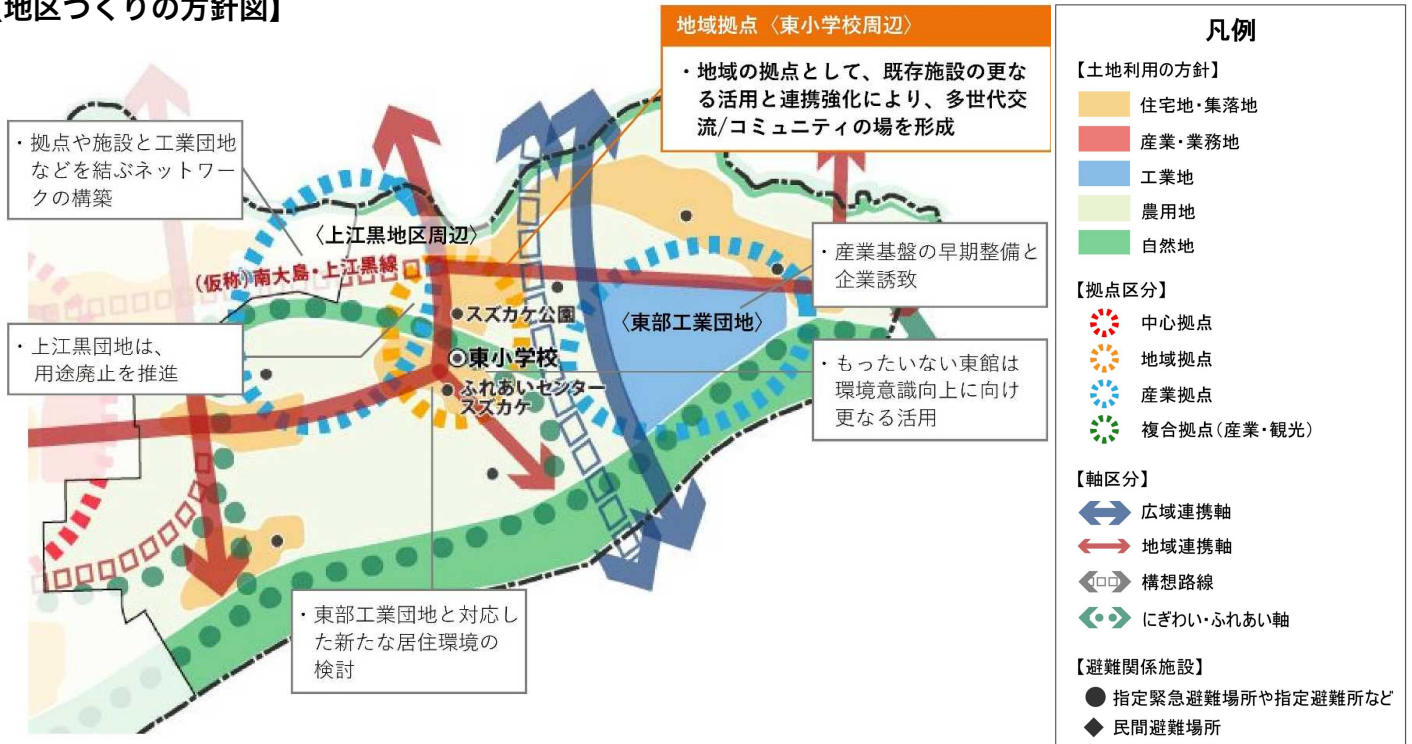 【地区づくりの方針図】
地域拠点〈東小学校周辺〉
・地域の拠点として、既存施設の更な
る活用と連携強化により、多世代交
流/コミュニティの場を形成
・拠点や施設と工業団地
などを結ぶネットワー
クの構築
〈上江黒地区周辺〉
(仮称)南大島・上江黒線
・産業基盤の早期整備と
企業誘致
スズカケ公園
〈東部工業団地〉
・上江黒団地は、
用途廃止を推進
東小学校
ふれあいセンター
スズカケ
・もったいない東館は
環境意識向上に向け
更なる活用
・東部工業団地と対応し
た新たな居住環境の
検討
凡例
【土地利用の方針】
住宅地・集落地
産業・業務地
工業地
農用地
自然地
【拠点区分】
中心拠点
地域拠点
産業拠点
複合拠点(産業・観光)
【軸区分】
広域連携軸
地域連携軸
構想路線
にぎわい・ふれあい軸
【避難関係施設】
指定緊急避難場所や指定避難所など
民間避難場所